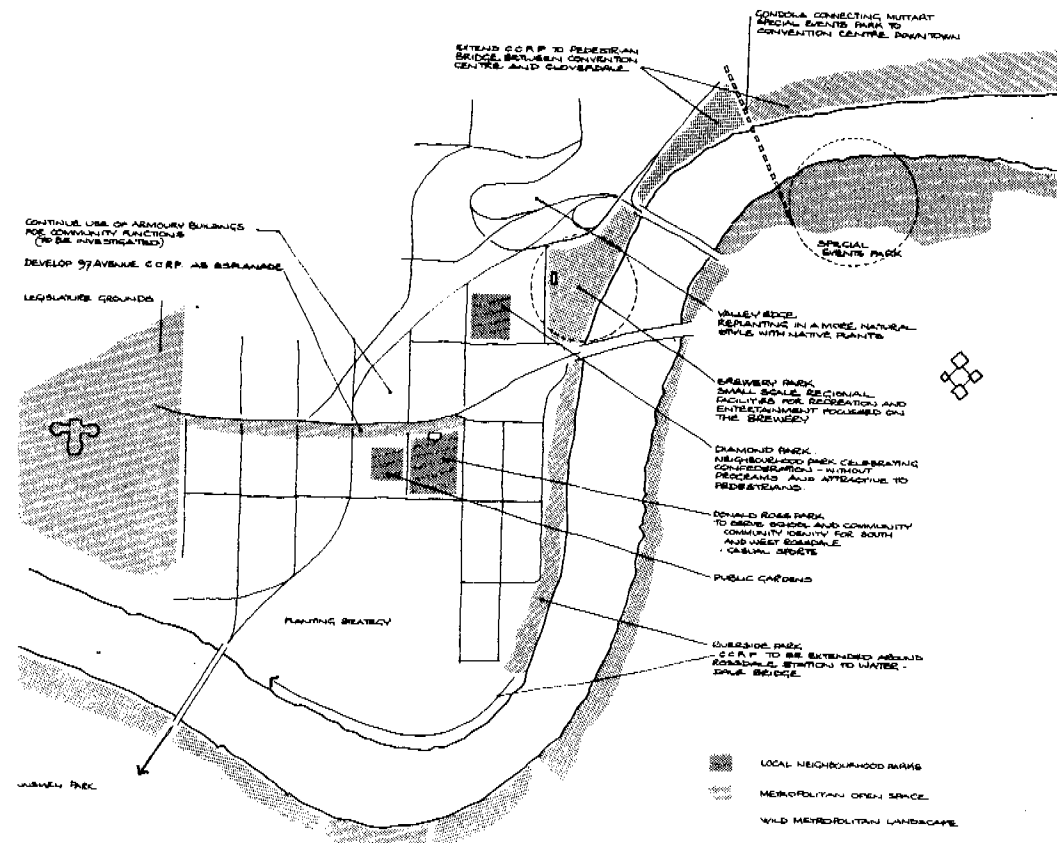 GONDOLA CONNECTING MUTTART
SPECIAL EVENTS PARK TO
CONVENTION CENTRE DOWNTOWN
EXTEND C.C.R.P TO PEDESTRIAN
BRIDGE BETWEEN CONVENTION
CENTRE AND CLOVERDALE
CONTINUE USE OF ARMOURY BUILDINGS
FOR COMMUNITY FUNCTIONS
(TO BE INVESTIGATED)
DEVELOP 97 AVENUE C.C.R.P. AS ESPLANADE
LEGISLATURE GROUNDS
SPECIAL
EVENTS PARK
VALLEY EDGE
REPLANTING IN A MORE NATURAL
STYLE WITH NATIVE PLANTS
BREWERY PARK
SMALL SCALE REGIONAL
FACILITIES FOR RECREATION AND
ENTERTAINMENT FOCUSED ON
THE BREWERY
DIAMOND PARK
NEIGHBOURHOOD PARK CELEBRATING
CONFEDERATION - WITHOUT
PROGRAMS AND ATTRACTIVE TO
PEDESTRIANS
DONALD ROSS PARK
TO SERVE SCHOOL AND COMMUNITY
COMMUNITY IDENITY FOR SOUTH
AND WEST ROSSDALE
- CASUAL SPORTS
PUBLIC GARDENS
PLANTING STRATEGY
RIVERSIDE PARK
C.C.R.P TO BE EXTENDED AROUND
ROSSDALE STATION TO WATER-
DALE BRIDGE
PARK
LOCAL NEIGHBOURHOOD PARKS
METROPOLITAN OPEN SPACE
WILD METROPOLITAN LANDSCAPE